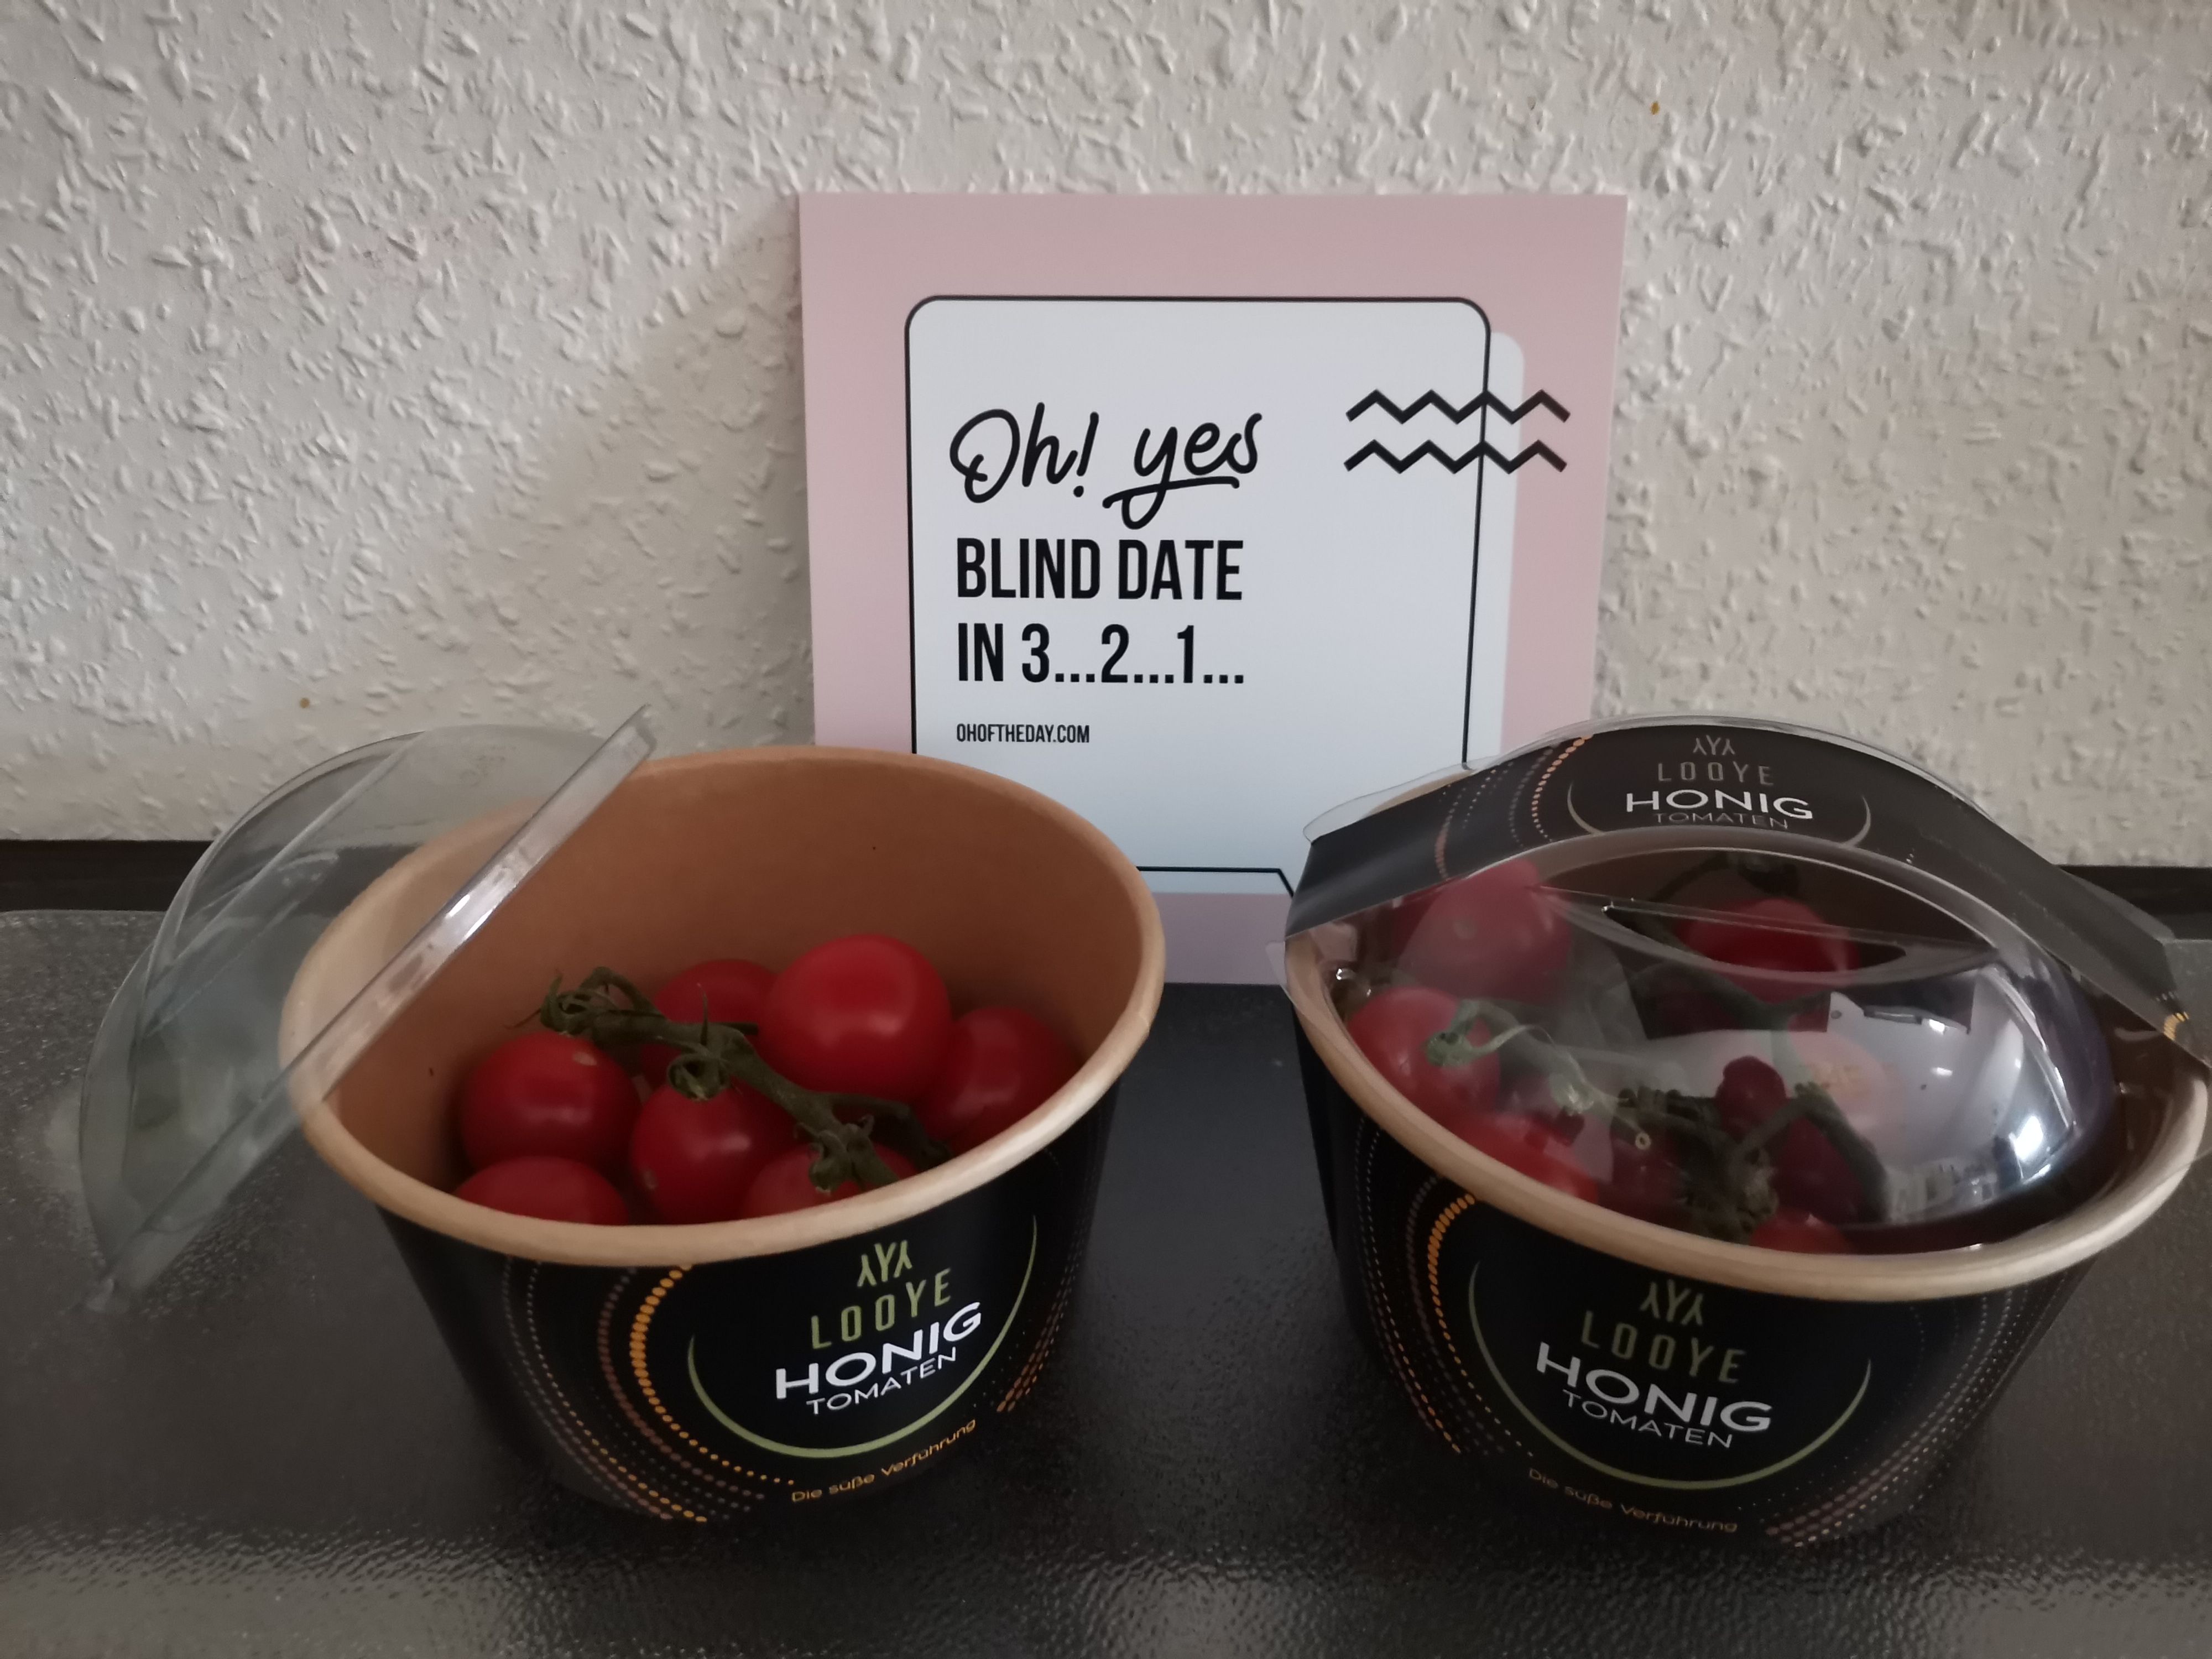 Oh! yes
BLIND DATE
IN 3...2...1...
OHOFTHEDAY.COM
LOOYE
HONIG
TOMATEN
LOOYE
HONIG
TOMATEN
Die süße Verführung
LOOYE
HONIG
TOMATEN
Die süße Verführung